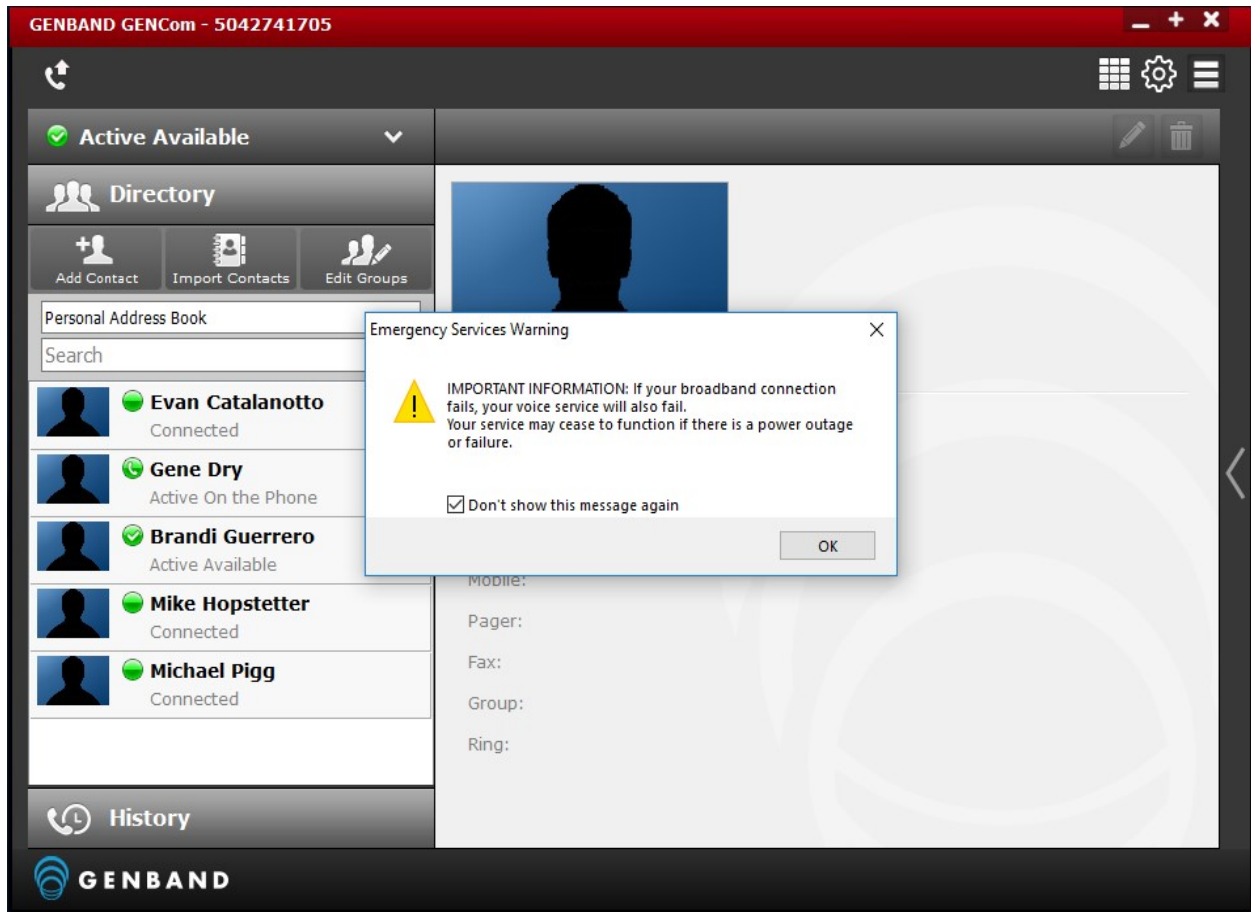 GENBAND GENCom - 5042741705
Active Available
Directory
Add Contact
Import Contacts
Edit Groups
Personal Address Book
Search
Evan Catalanotto
Connected
Gene Dry
Active On the Phone
Brandi Guerrero
Active Available
Mike Hopstetter
Connected
Michael Pigg
Connected
History
GENBAND
Emergency Services Warning
IMPORTANT INFORMATION: If your broadband connection
fails, your voice service will also fail.
Your service may cease to function if there is a power outage
or failure.
Don't show this message again
OK
Mobile:
Pager:
Fax:
Group:
Ring: